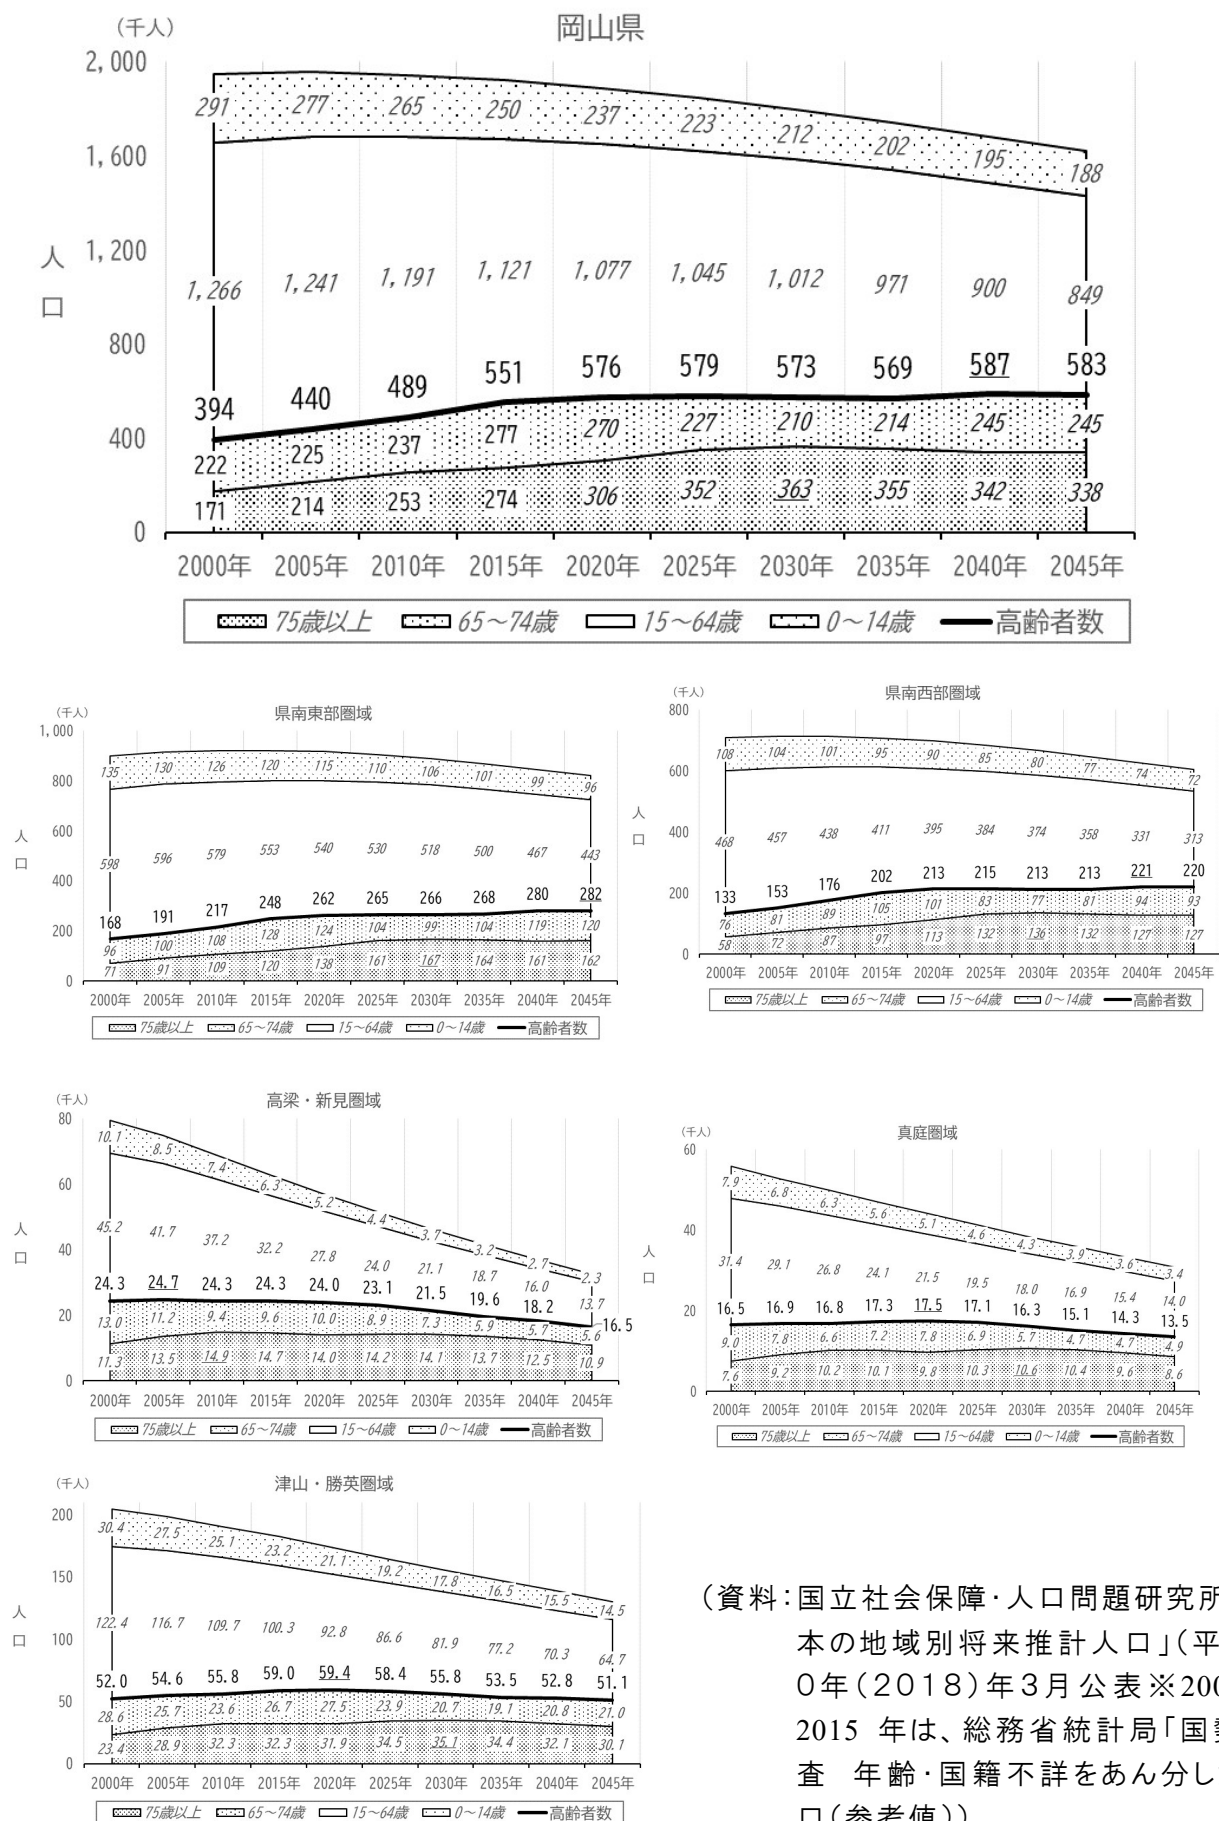 岡山県
(千人)
2,000
1,600
1,200
800
400
0
人
口
291 277 265 250 237 223 212 202 195 188
1,266 1,241 1,191 1,121 1,077 1,045 1,012 971 900 849
394 440 489 551 576 579 573 569 587 583
222 225 237 277 270 227 210 214 245 245
171 214 253 274 306 352 363 355 342 338
2000年 2005年 2010年 2015年 2020年 2025年 2030年 2035年 2040年 2045年
75歳以上 65～74歳 15～64歳 0～14歳 高齢者数
県南東部圏域
(千人)
1,000
800
600
400
200
0
人
口
135 130 126 120 115 110 106 101 99 96
598 596 579 553 540 530 518 500 467 443
168 191 217 248 262 265 266 268 280 282
96 100 108 128 124 104 99 104 119 120
71 91 109 120 138 161 167 164 161 162
2000年 2005年 2010年 2015年 2020年 2025年 2030年 2035年 2040年 2045年
75歳以上 65～74歳 15～64歳 0～14歳 高齢者数
県南西部圏域
(千人)
800
600
400
200
0
人
口
108 104 101 95 90 85 80 77 74 72
468 457 438 411 395 384 374 358 331 313
133 153 176 202 213 215 213 213 221 220
76 81 89 105 101 83 77 81 94 93
58 72 87 97 113 132 136 132 127 127
2000年 2005年 2010年 2015年 2020年 2025年 2030年 2035年 2040年 2045年
75歳以上 65～74歳 15～64歳 0～14歳 高齢者数
高梁・新見圏域
(千人)
80
60
40
20
0
人
口
10.1 8.5 7.4 6.3 5.2 4.4 3.7 3.2 2.7 2.3
45.2 41.7 37.2 32.2 27.8 24.0 21.1 18.7 16.0 13.7
24.3 24.7 24.3 24.3 24.0 23.1 21.5 19.6 18.2 16.5
13.0 11.2 9.4 9.6 10.0 8.9 7.3 5.9 5.7 5.6
11.3 13.5 14.9 14.7 14.0 14.2 14.1 13.7 12.5 10.9
2000年 2005年 2010年 2015年 2020年 2025年 2030年 2035年 2040年 2045年
75歳以上 65～74歳 15～64歳 0～14歳 高齢者数
真庭圏域
(千人)
60
40
20
0
人
口
7.9 6.8 6.3 5.6 5.1 4.6 4.3 3.9 3.6 3.4
31.4 29.1 26.8 24.1 21.5 19.5 18.0 16.9 15.4 14.0
16.5 16.9 16.8 17.3 17.5 17.1 16.3 15.1 14.3 13.5
9.0 7.8 6.6 7.2 7.8 6.9 5.7 4.7 4.7 4.9
7.6 9.2 10.2 10.1 9.8 10.3 10.6 10.4 9.6 8.6
2000年 2005年 2010年 2015年 2020年 2025年 2030年 2035年 2040年 2045年
75歳以上 65～74歳 15～64歳 0～14歳 高齢者数
津山・勝英圏域
(千人)
200
150
100
50
0
人
口
30.4 27.5 25.1 23.2 21.1 19.2 17.8 16.5 15.5 14.5
122.4 116.7 109.7 100.3 92.8 86.6 81.9 77.2 70.3 64.7
52.0 54.6 55.8 59.0 59.4 58.4 55.8 53.5 52.8 51.1
28.6 25.7 23.6 26.7 27.5 23.9 20.7 19.1 20.8 21.0
23.4 28.9 32.3 32.3 31.9 34.5 35.1 34.4 32.1 30.1
2000年 2005年 2010年 2015年 2020年 2025年 2030年 2035年 2040年 2045年
75歳以上 65～74歳 15～64歳 0～14歳 高齢者数
(資料:国立社会保障・人口問題研究所
本の地域別将来推計人口」(平
0年(2018)年3月公表※200
2015 年は、総務省統計局「国勢
査 年齢・国籍不詳をあん分し
口(参考値))